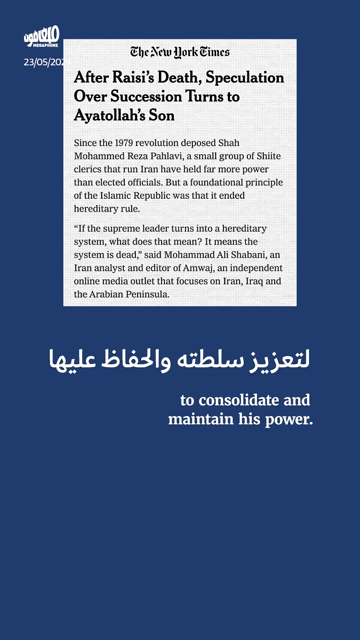 ميغافون
MEGAPHONE
23/05/202
The New York Times
After Raisi's Death, Speculation
Over Succession Turns to
Ayatollah's Son
Since the 1979 revolution deposed Shah
Mohammed Reza Pahlavi, a small group of Shiite
clerics that run Iran have held far more power
than elected officials. But a foundational principle
of the Islamic Republic was that it ended
hereditary rule.
“If the supreme leader turns into a hereditary
system, what does that mean? It means the
system is dead,” said Mohammad Ali Shabani, an
Iran analyst and editor of Amwaj, an independent
online media outlet that focuses on Iran, Iraq and
the Arabian Peninsula.
لتعزيز سلطته والحفاظ عليها
to consolidate and
maintain his power.